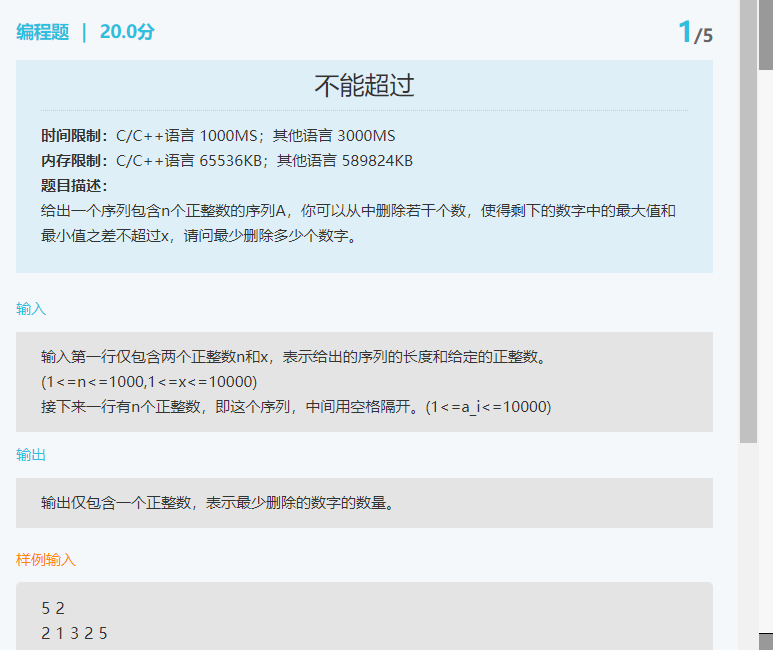 编程题 | 20.0分
1/5
不能超过
时间限制：C/C++语言 1000MS；其他语言 3000MS
内存限制：C/C++语言 65536KB；其他语言 589824KB
题目描述：
给出一个序列包含n个正整数的序列A，你可以从中删除若干个数，使得剩下的数字中的最大值和
最小值之差不超过x，请问最少删除多少个数字。
输入
输入第一行仅包含两个正整数n和x，表示给出的序列的长度和给定的正整数。
(1<=n<=1000,1<=x<=10000)
接下来一行有n个正整数，即这个序列，中间用空格隔开。(1<=a_i<=10000)
输出
输出仅包含一个正整数，表示最少删除的数字的数量。
样例输入
5 2
2 1 3 2 5